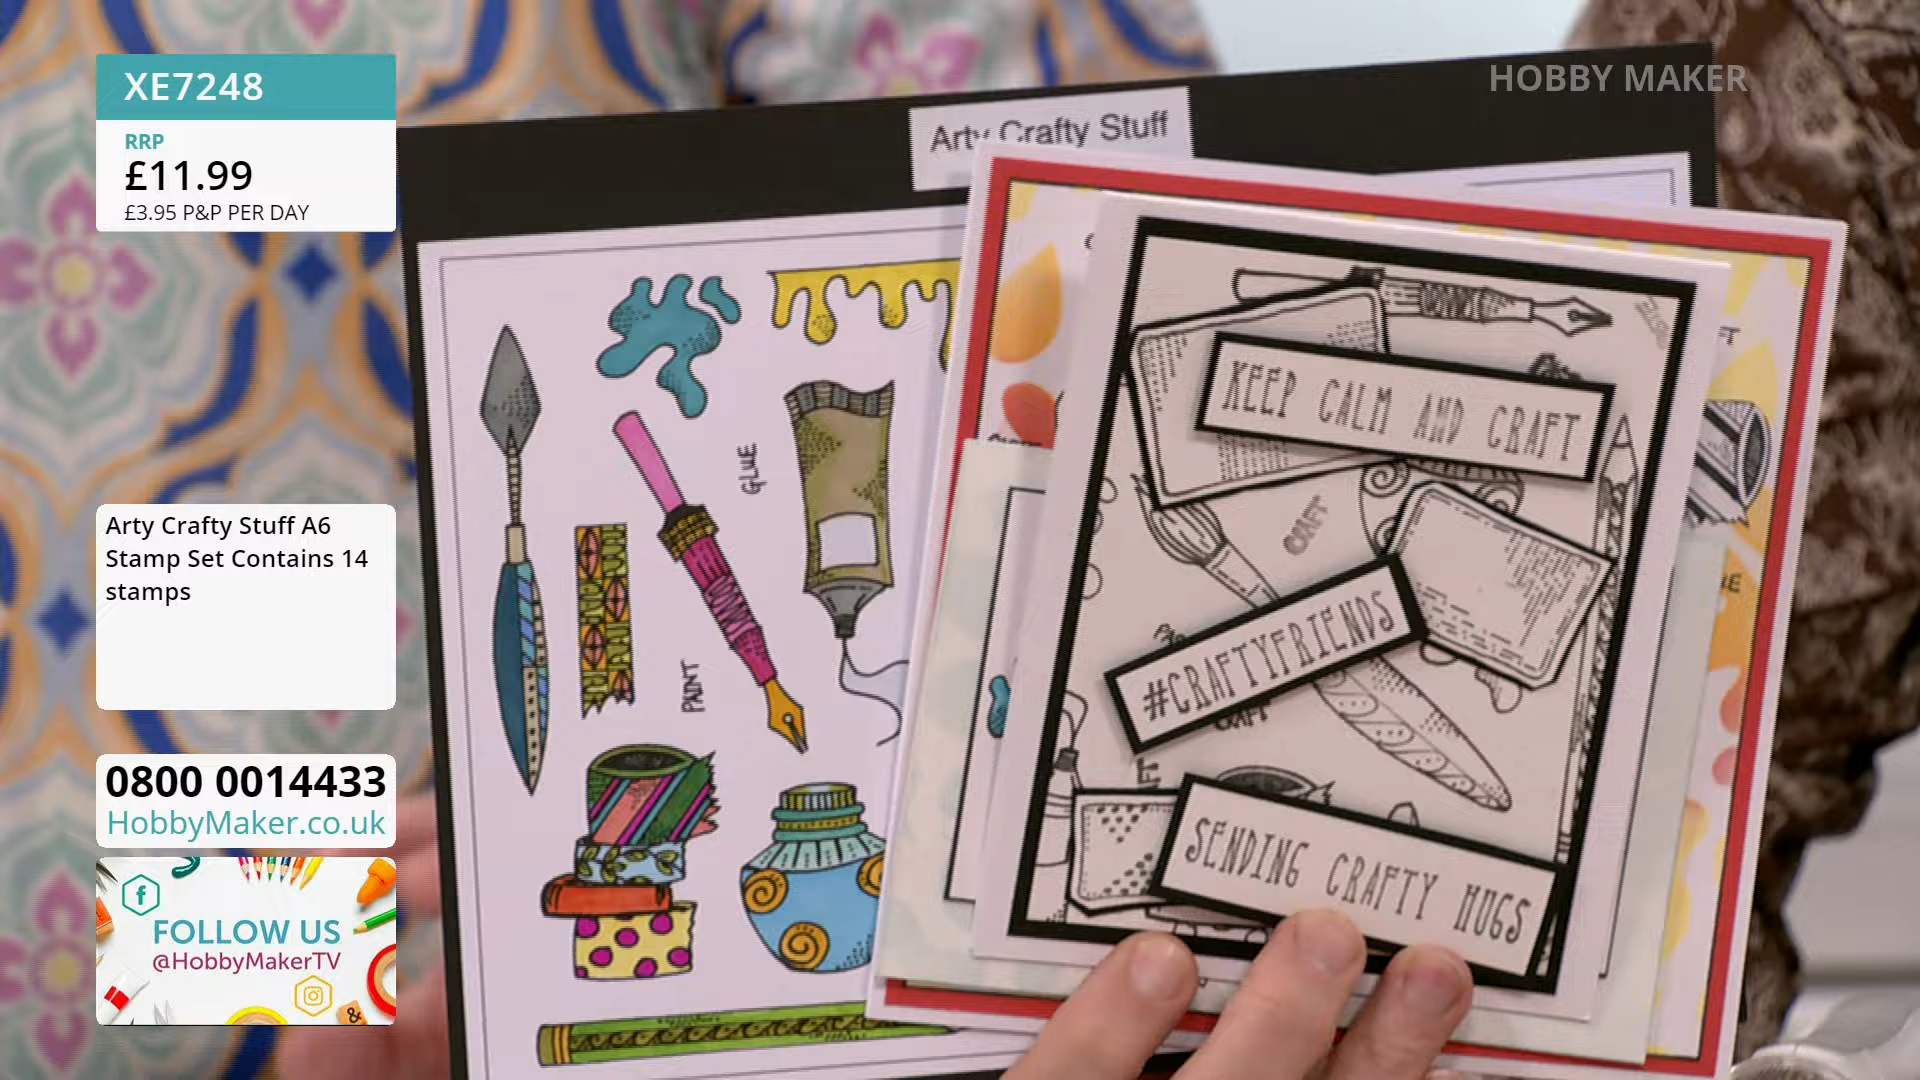 XE7248
RRP
£11.99
£3.95 P&P PER DAY
HOBBY MAKER
Arty Crafty Stuff
GLUE
PAINT
KEEP CALM AND CRAFT
CRAFT
#CRAFTYFRIENDS
CRAFT
SENDING CRAFTY HUGS
Arty Crafty Stuff A6
Stamp Set Contains 14
stamps
0800 0014433
HobbyMaker.co.uk
FOLLOW US
@HobbyMakerTV
&